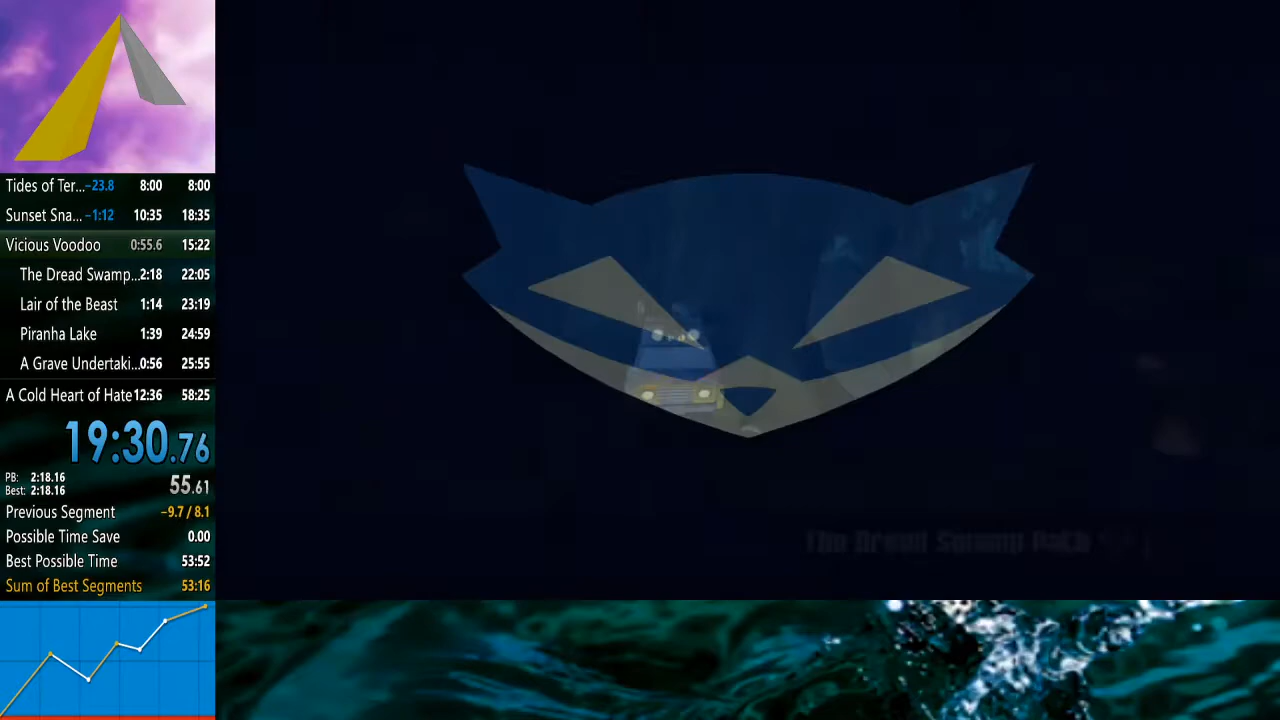 Tides of Ter... -23.8 8:00 8:00
Sunset Sna... -1:12 10:35 18:35
Vicious Voodoo 0:55.6 15:22
The Dread Swamp... 2:18 22:05
Lair of the Beast 1:14 23:19
Piranha Lake 1:39 24:59
A Grave Undertaki... 0:56 25:55
A Cold Heart of Hate 12:36 58:25
19:30.76
PB: 2:18.16
Best: 2:18.16
55.61
Previous Segment -9.7 / 8.1
Possible Time Save 0.00
Best Possible Time 53:52
Sum of Best Segments 53:16
The Dread Swamp Path